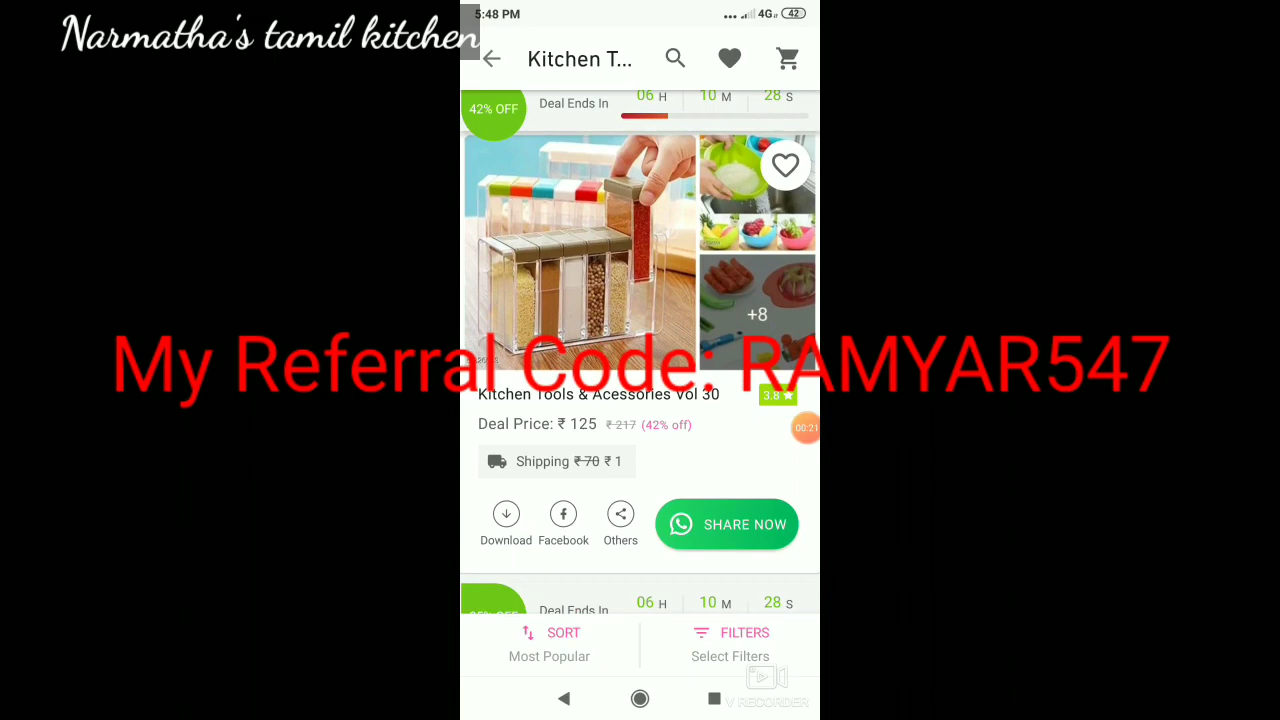 Narmatha's tamil kitchen
5:48 PM
4G
42
Kitchen T...
42% OFF
Deal Ends In
06 H
10 M
28 S
+8
My Referral Code: RAMYAR547
Kitchen Tools & Acessories Vol 30
3.8 ★
Deal Price: ₹ 125 ₹ 217 (42% off)
00:21
Shipping ₹ 70 ₹ 1
Download
Facebook
Others
SHARE NOW
Deal Ends In
06 H
10 M
28 S
SORT
Most Popular
FILTERS
Select Filters
V RECORDER